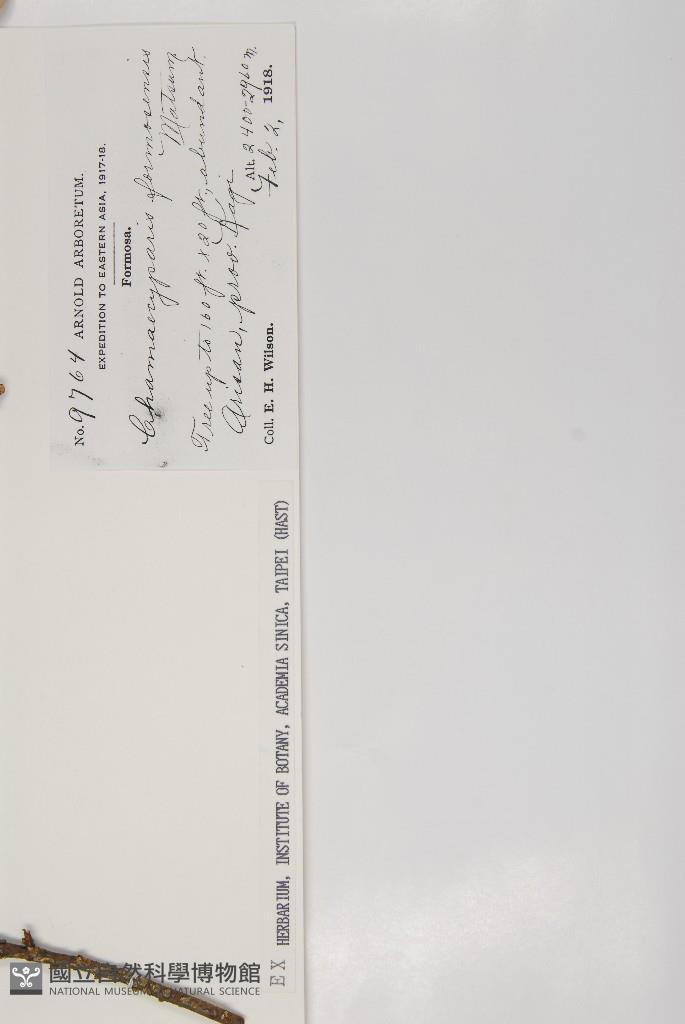 No. 9764 ARNOLD ARBORETUM.
EXPEDITION TO EASTERN ASIA, 1917-18.
Formosa.
Chamaecyparis formosensis
Matsum
Tree up to 160 ft. x 20 ft., abundant.
Arisan, prov. Kagi
Alt. 2400-2960 m.
Coll. E. H. Wilson. Feb. 2, 1918.
EX HERBARIUM, INSTITUTE OF BOTANY, ACADEMIA SINICA, TAIPEI (HAST)
國立自然科學博物館
NATIONAL MUSEUM OF NATURAL SCIENCE